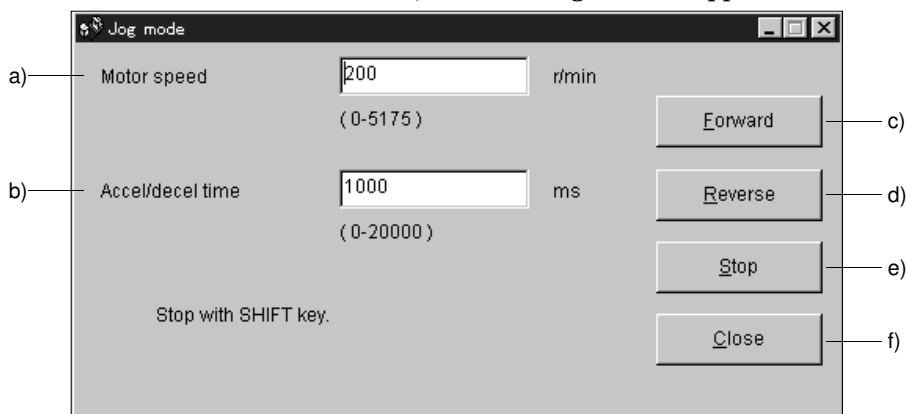 Jog mode
a) Motor speed 200 r/min
(0-5175)
Forward c)
b) Accel/decel time 1000 ms
Reverse d)
(0-20000)
Stop e)
Stop with SHIFT key.
Close f)